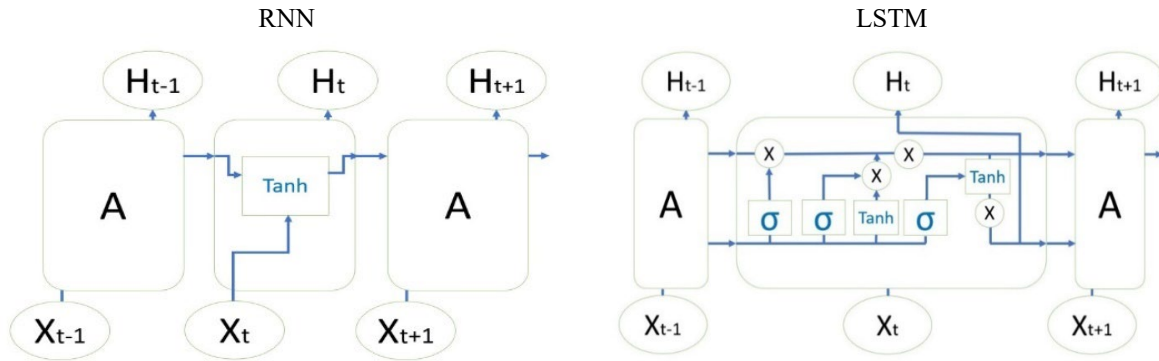 RNN
LSTM
Ht-1
Ht
Ht+1
A
Tanh
A
Xt-1
Xt
Xt+1
Ht-1
Ht
Ht+1
X
X
X
Tanh
A
σ
σ
Tanh
σ
X
A
Xt-1
Xt
Xt+1